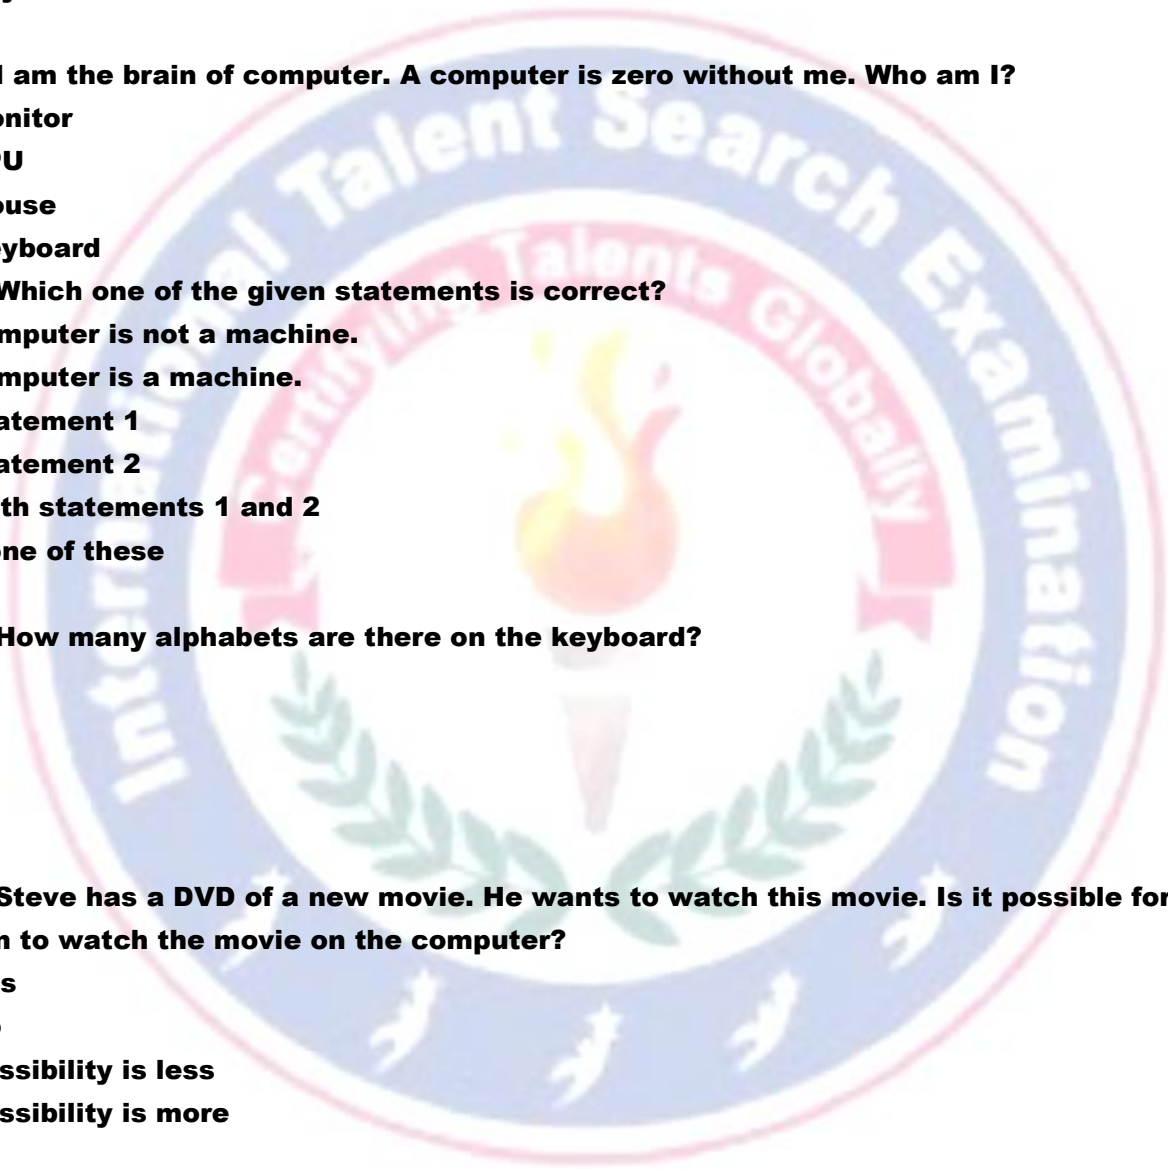 I am the brain of computer. A computer is zero without me. Who am I?
onitor
PU
ouse
eyboard
Which one of the given statements is correct?
mputer is not a machine.
mputer is a machine.
atement 1
atement 2
th statements 1 and 2
one of these
How many alphabets are there on the keyboard?
Steve has a DVD of a new movie. He wants to watch this movie. Is it possible for
m to watch the movie on the computer?
s
o
ssibility is less
ssibility is more
International Talent Search Examination
Certifying Talents Globally